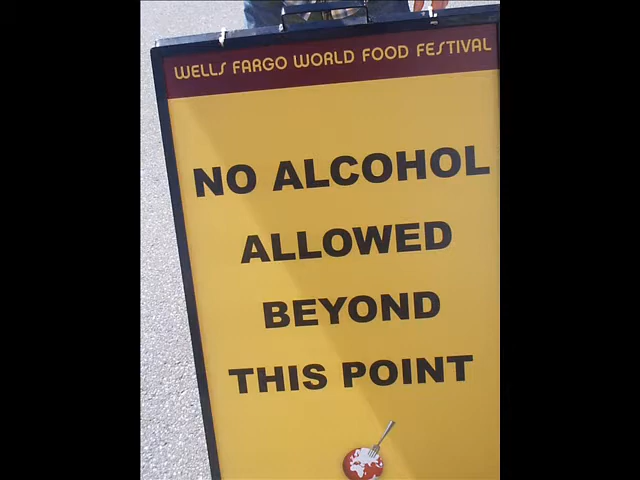 WELLS FARGO WORLD FOOD FESTIVAL
NO ALCOHOL
ALLOWED
BEYOND
THIS POINT